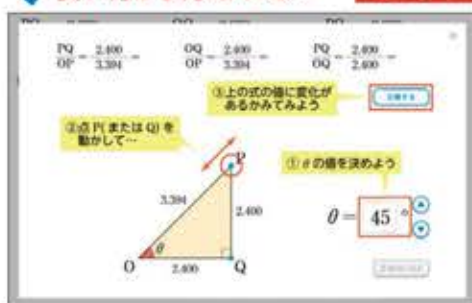 PQ/OP = 2.400/3.394 =
OQ/OP = 2.400/3.394 =
PQ/OQ = 2.400/2.400 =
③上の式の値に変化が
あるかみてみよう
②点 P(または Q) を
動かして…
①θの値を決めよう
P
3.394
2.400
θ = 45 °
θ
O
2.400
Q